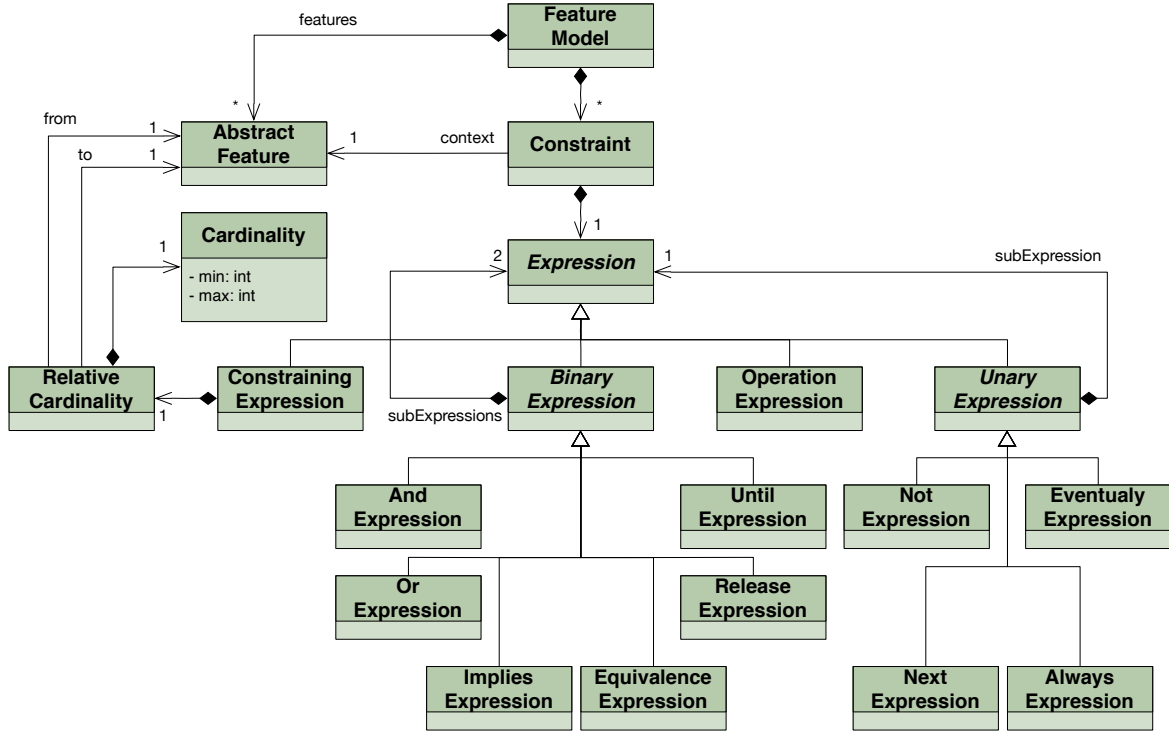 features
Feature
Model
*
*
from
1
Abstract
Feature
1
context
Constraint
to
1
1
Cardinality
- min: int
- max: int
1
2
Expression
1
subExpression
Relative
Cardinality
1
Constraining
Expression
subExpressions
Binary
Expression
Operation
Expression
Unary
Expression
And
Expression
Until
Expression
Not
Expression
Eventualy
Expression
Or
Expression
Release
Expression
Implies
Expression
Equivalence
Expression
Next
Expression
Always
Expression